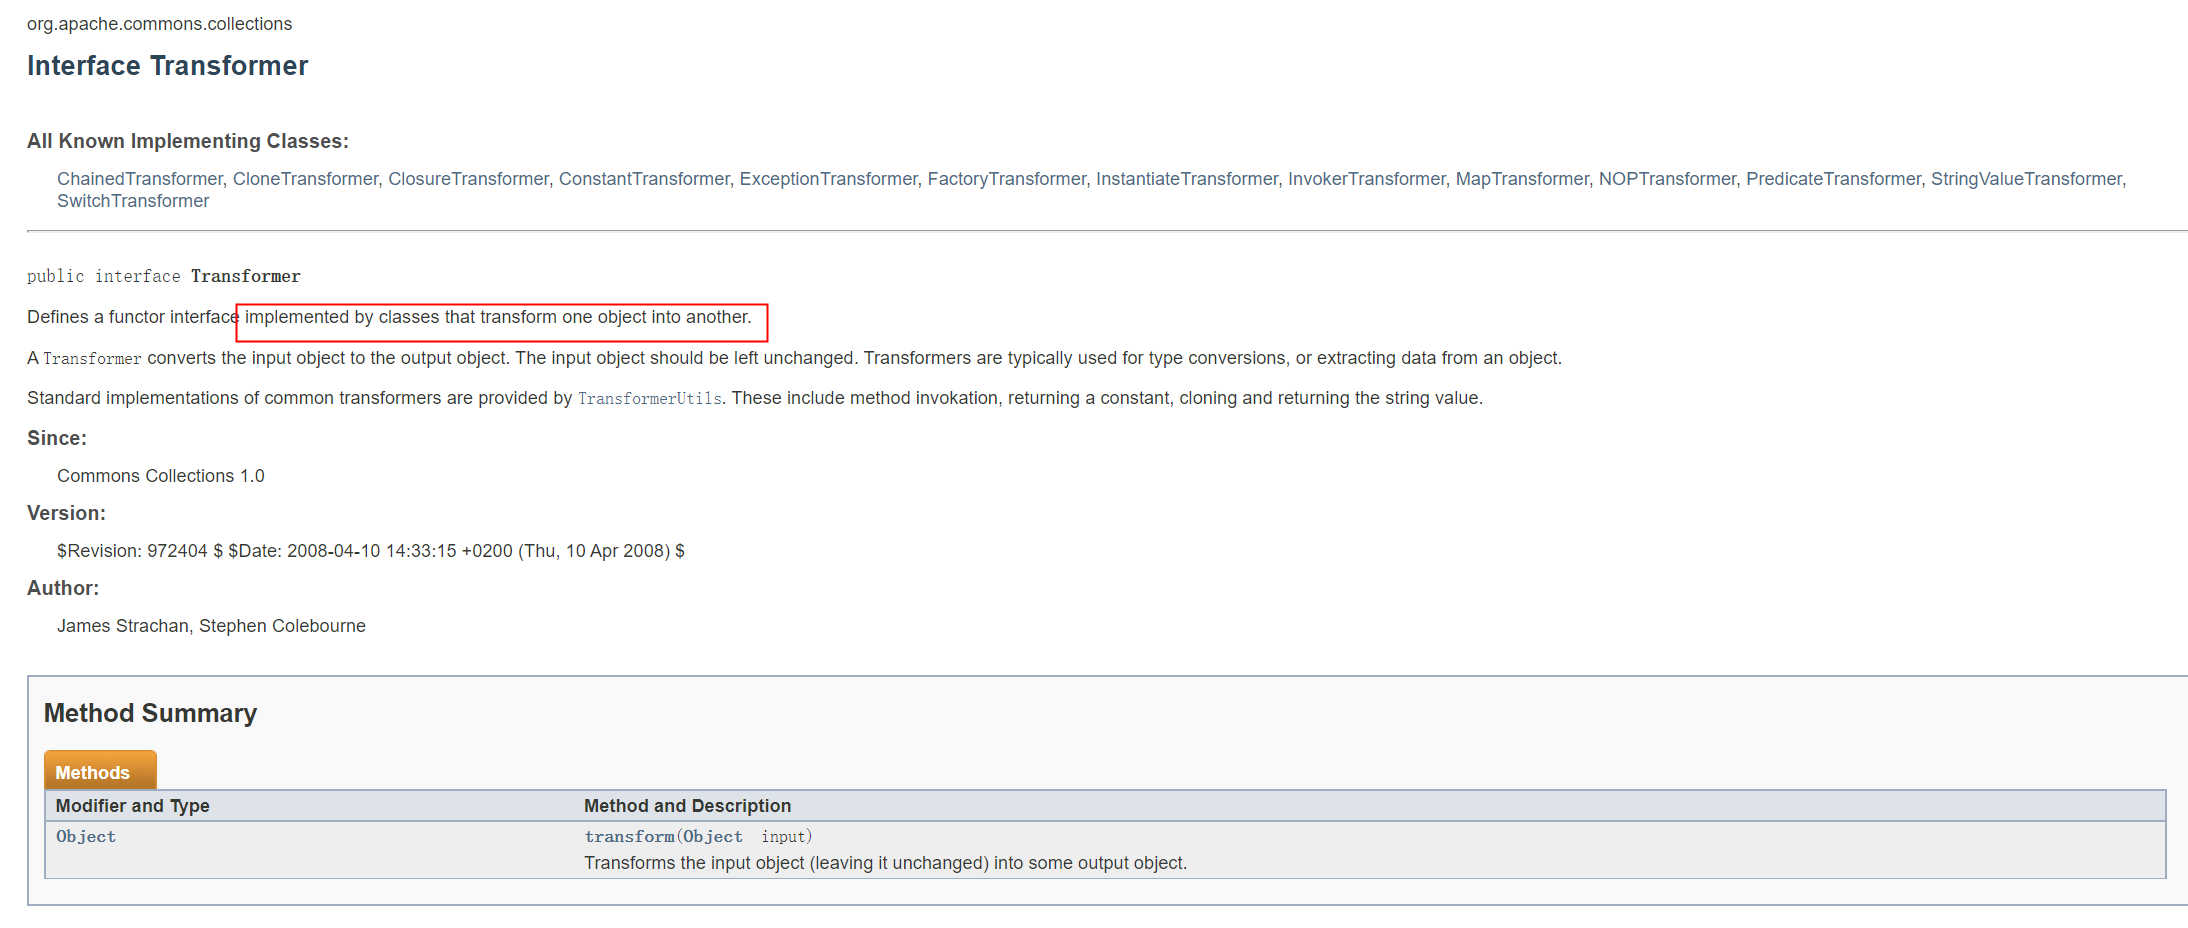 org.apache.commons.collections
Interface Transformer
All Known Implementing Classes:
ChainedTransformer, CloneTransformer, ClosureTransformer, ConstantTransformer, ExceptionTransformer, FactoryTransformer, InstantiateTransformer, InvokerTransformer, MapTransformer, NOPTransformer, PredicateTransformer, StringValueTransformer,
SwitchTransformer
public interface Transformer
Defines a functor interface implemented by classes that transform one object into another.
A Transformer converts the input object to the output object. The input object should be left unchanged. Transformers are typically used for type conversions, or extracting data from an object.
Standard implementations of common transformers are provided by TransformerUtils. These include method invokation, returning a constant, cloning and returning the string value.
Since:
Commons Collections 1.0
Version:
$Revision: 972404 $ $Date: 2008-04-10 14:33:15 +0200 (Thu, 10 Apr 2008) $
Author:
James Strachan, Stephen Colebourne
Method Summary
Methods
Modifier and Type Method and Description
Object transform(Object input)
Transforms the input object (leaving it unchanged) into some output object.